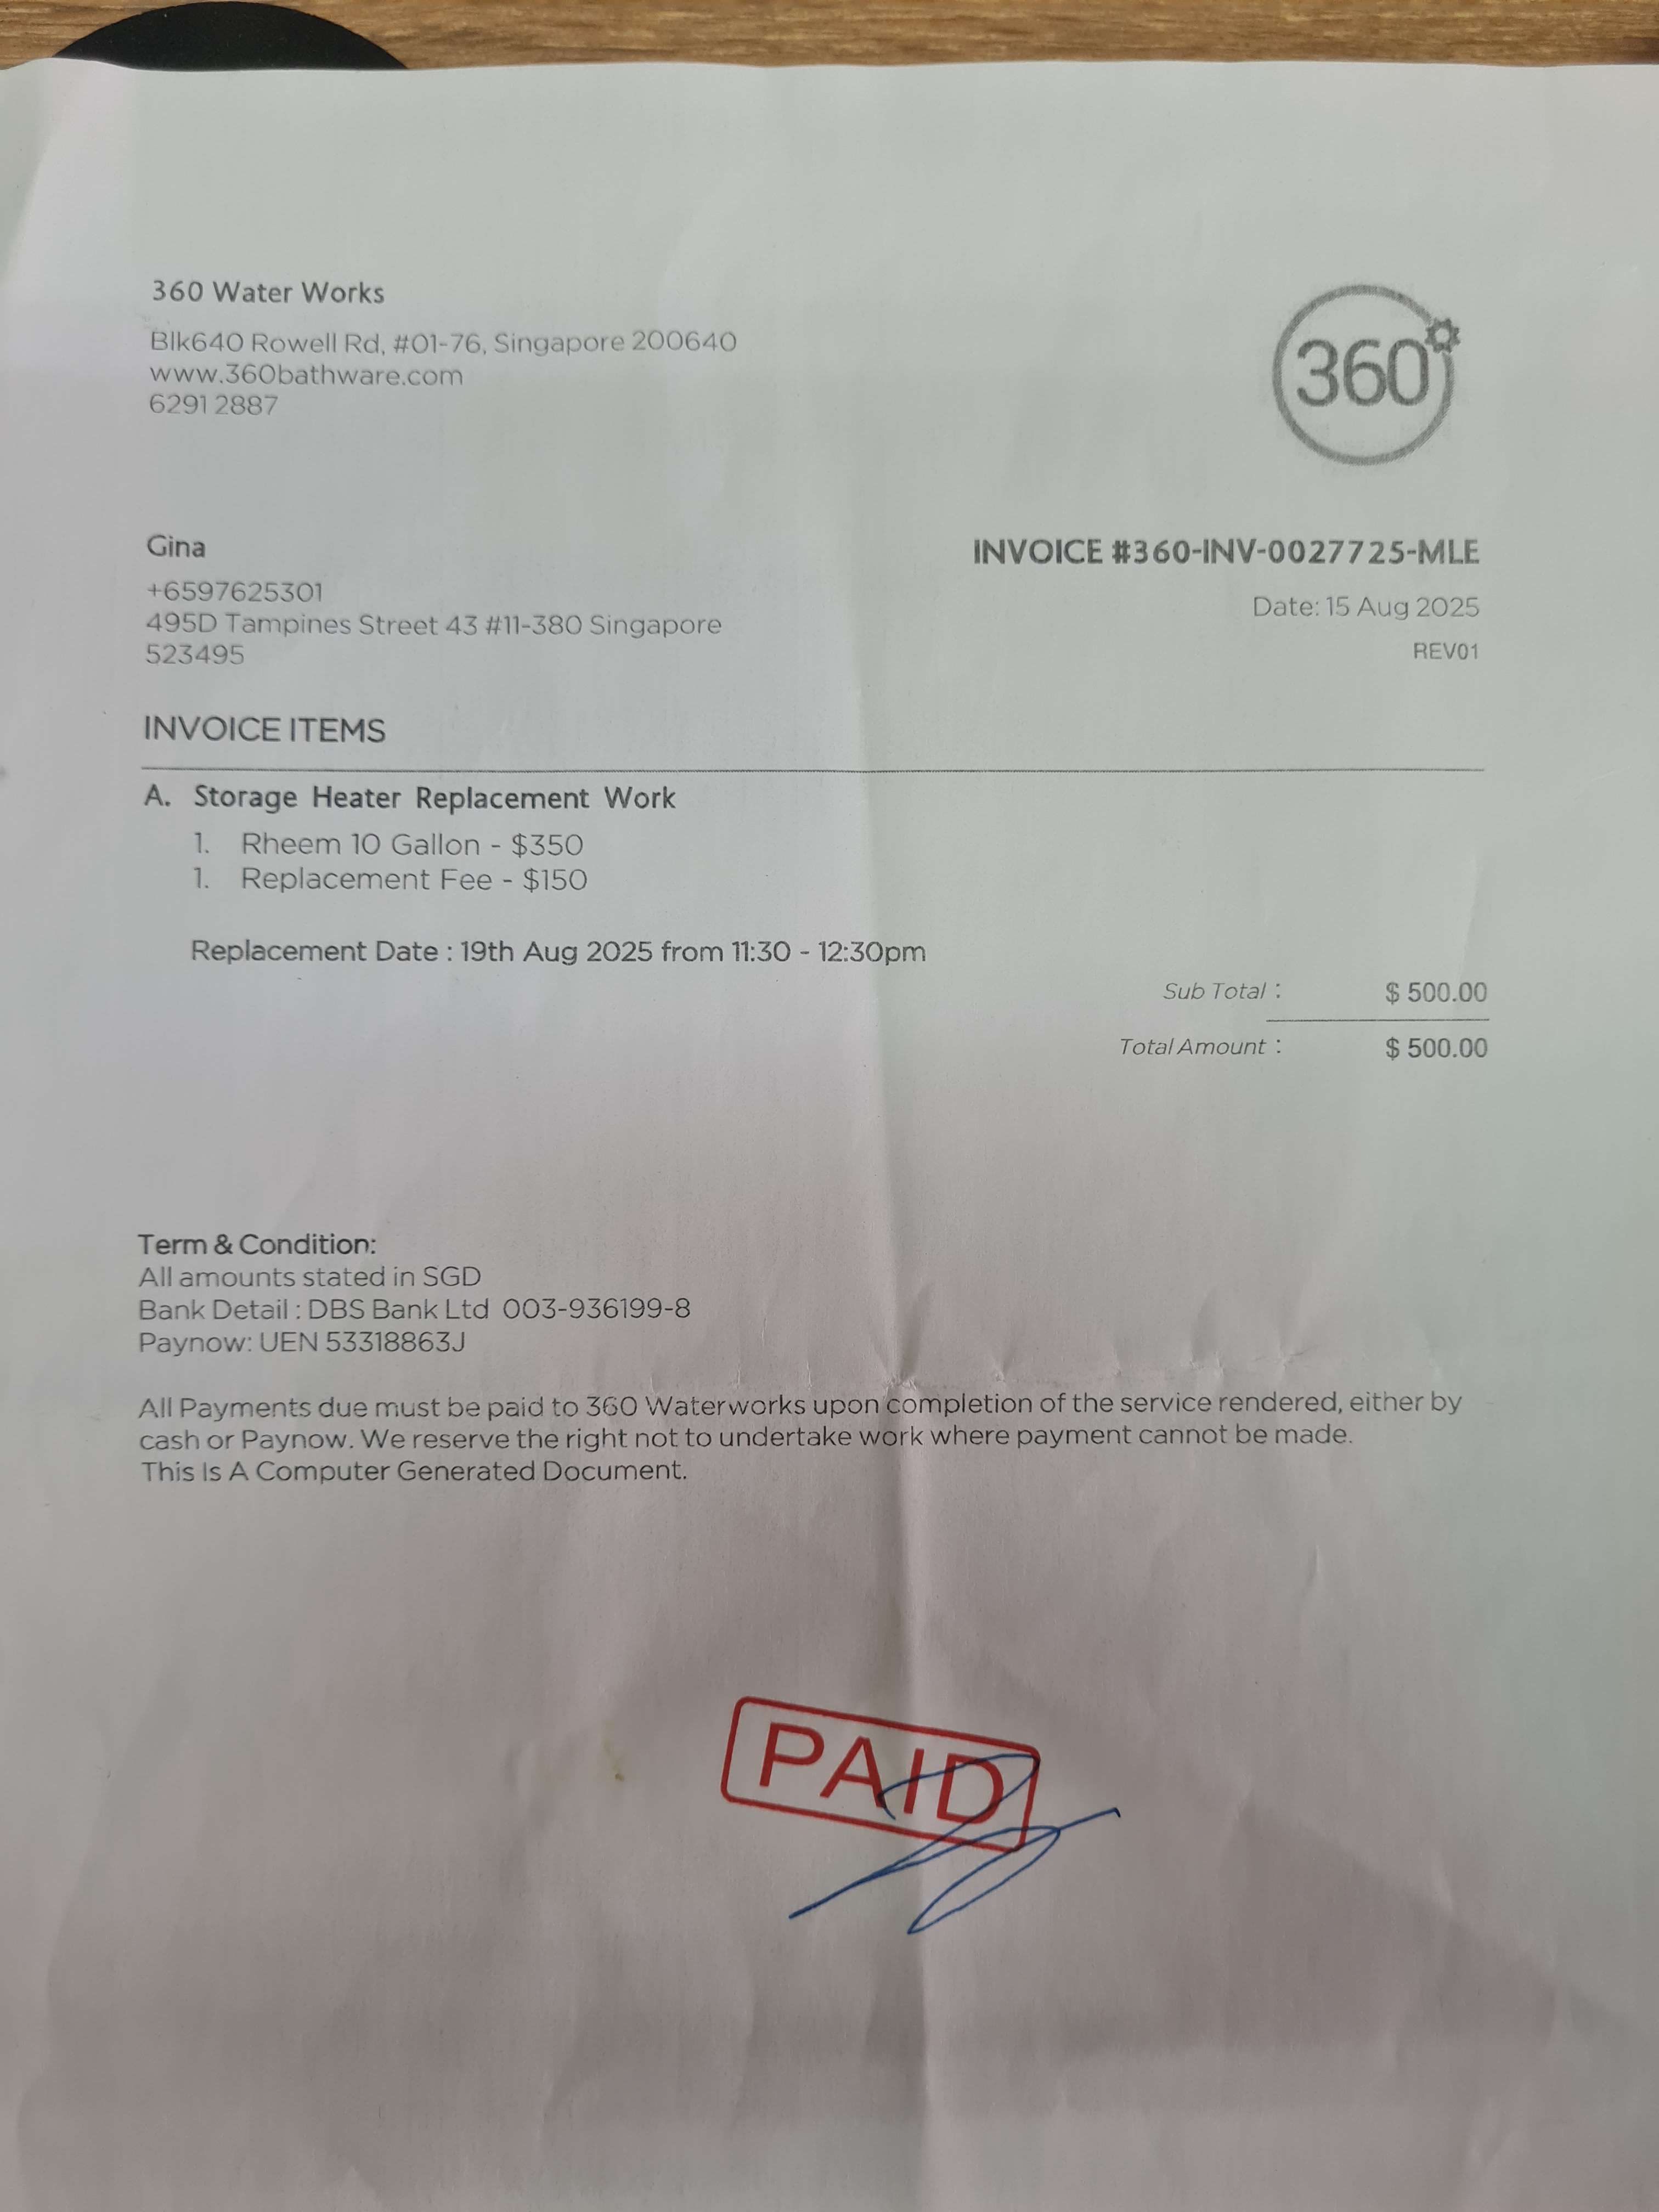 360 Water Works
Blk640 Rowell Rd, #01-76, Singapore 200640
www.360bathware.com
6291 2887
360
Gina
+6597625301
495D Tampines Street 43 #11-380 Singapore
523495
INVOICE #360-INV-0027725-MLE
Date: 15 Aug 2025
REV01
INVOICE ITEMS
A. Storage Heater Replacement Work
1. Rheem 10 Gallon - $350
1. Replacement Fee - $150
Replacement Date : 19th Aug 2025 from 11:30 - 12:30pm
Sub Total : $ 500.00
Total Amount : $ 500.00
Term & Condition:
All amounts stated in SGD
Bank Detail : DBS Bank Ltd 003-936199-8
Paynow: UEN 53318863J
All Payments due must be paid to 360 Waterworks upon completion of the service rendered, either by
cash or Paynow. We reserve the right not to undertake work where payment cannot be made.
This Is A Computer Generated Document.
PAID